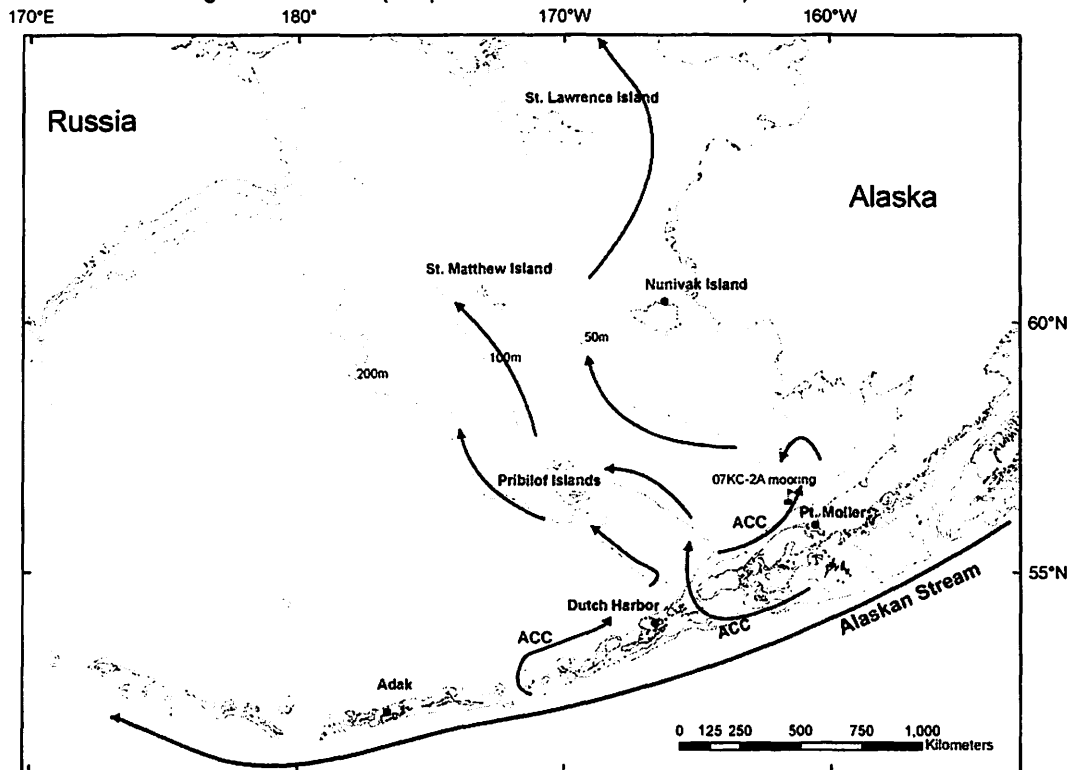 170°E 180° 170°W 160°W
St. Lawrence Island
Russia
Alaska
St. Matthew Island
Nunivak Island
60°N
50m
100m
200m
Pribilof Islands
07KC-2A mooring
ACC
Pt. Moller
55°N
Alaskan Stream
Dutch Harbor
ACC
ACC
Adak
0 125 250 500 750 1,000
Kilometers